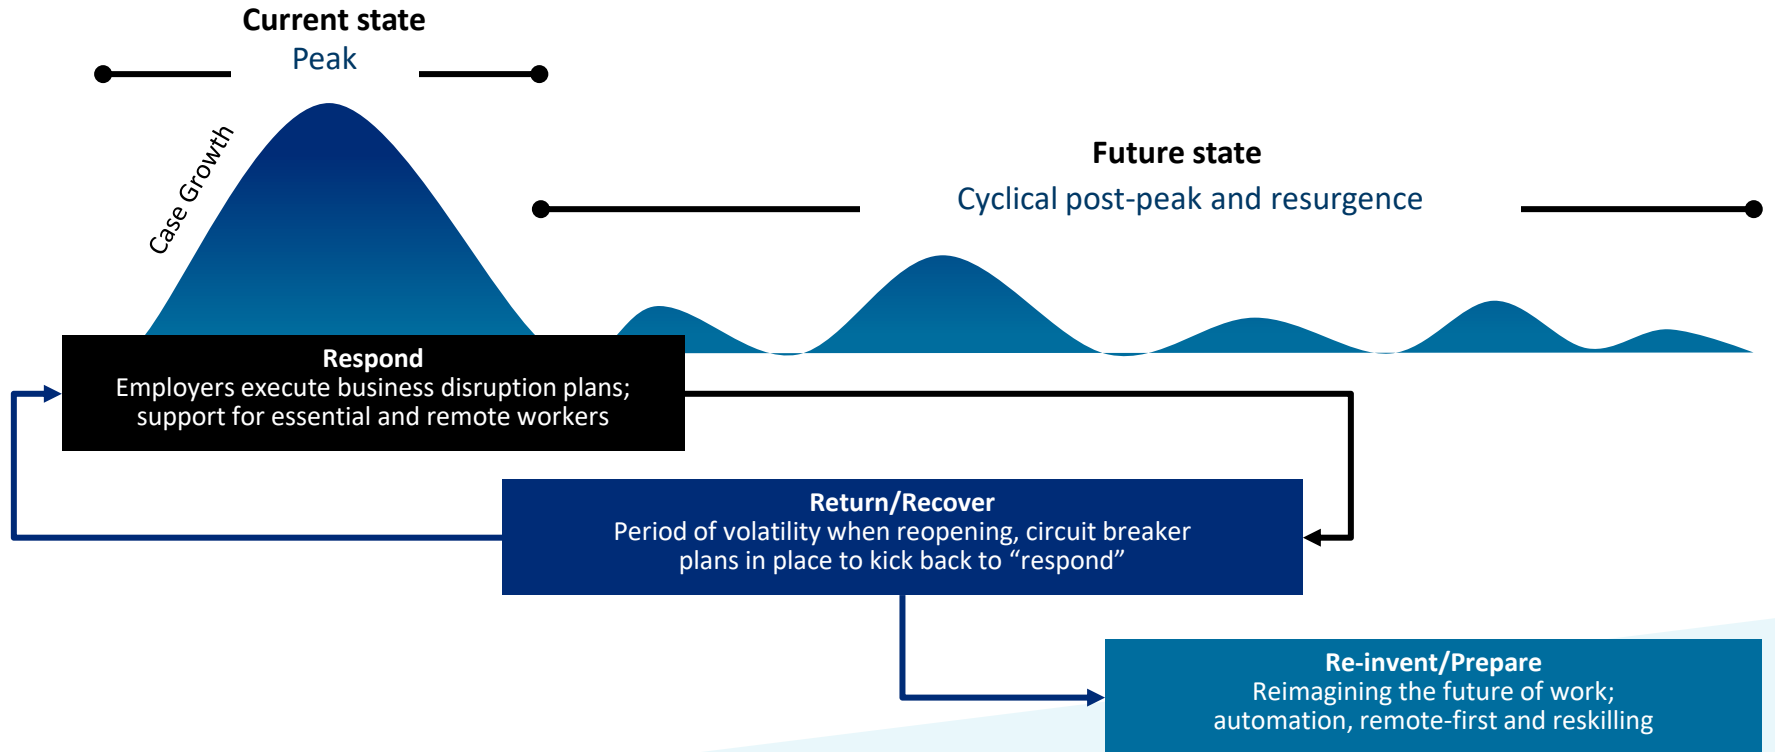 Current state
Peak
Case Growth
Future state
Cyclical post-peak and resurgence
Respond
Employers execute business disruption plans;
support for essential and remote workers
Return/Recover
Period of volatility when reopening, circuit breaker
plans in place to kick back to “respond”
Re-invent/Prepare
Reimagining the future of work;
automation, remote-first and reskilling